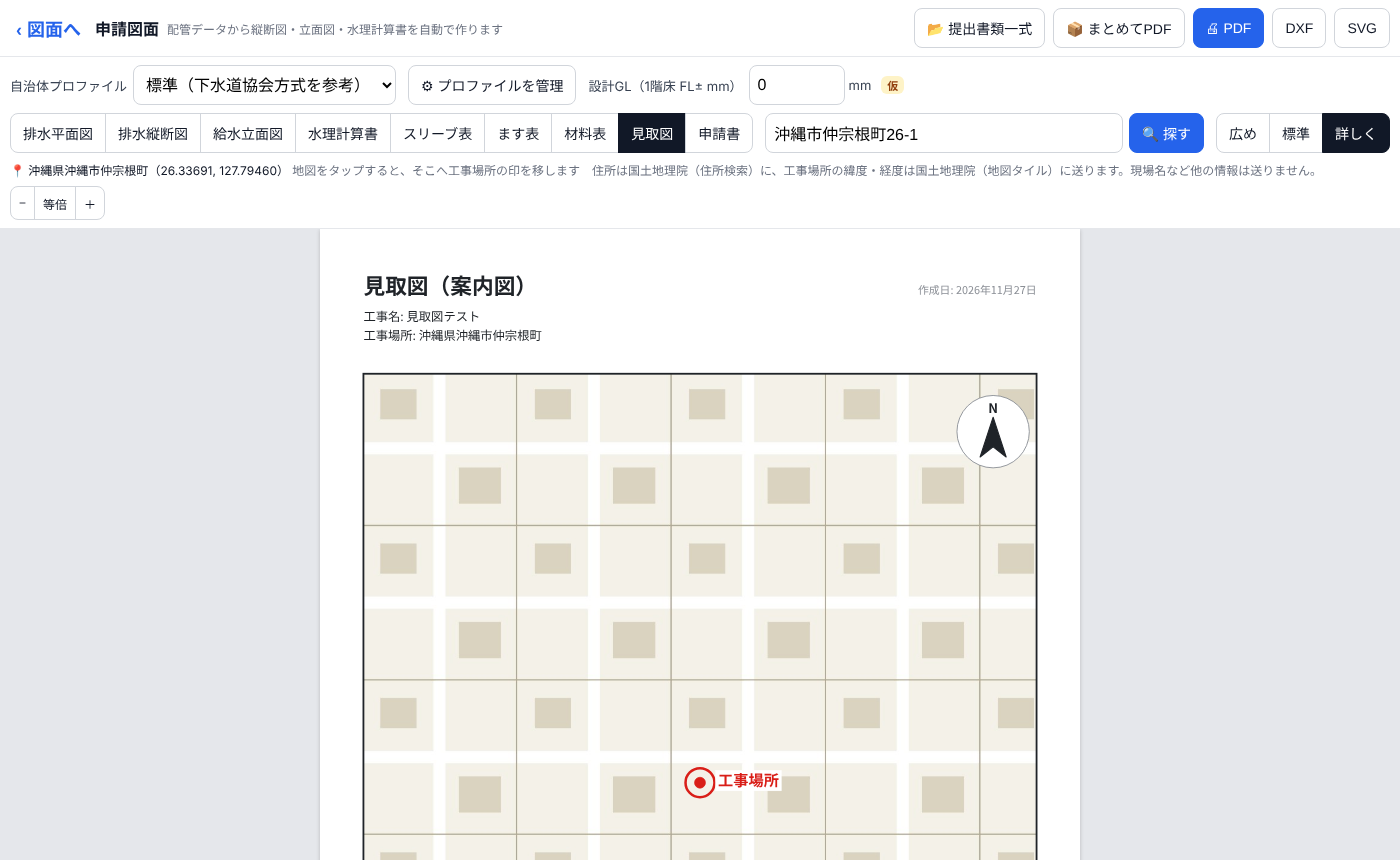 ‹ 図面へ 申請図面 配管データから縦断図・立面図・水理計算書を自動で作ります 📂 提出書類一式 📦 まとめてPDF 🖨 PDF DXF SVG
自治体プロファイル 標準（下水道協会方式を参考） ⚙ プロファイルを管理 設計GL（1階床 FL± mm） 0 mm 仮
排水平面図 排水縦断図 給水立面図 水理計算書 スリーブ表 ます表 材料表 見取図 申請書 沖縄市仲宗根町26-1 🔍 探す 広め 標準 詳しく
📍 沖縄県沖縄市仲宗根町（26.33691, 127.79460） 地図をタップすると、そこへ工事場所の印を移します 住所は国土地理院（住所検索）に、工事場所の緯度・経度は国土地理院（地図タイル）に送ります。現場名など他の情報は送りません。
− 等倍 ＋
見取図（案内図）
作成日: 2026年11月27日
工事名: 見取図テスト
工事場所: 沖縄県沖縄市仲宗根町
N
工事場所